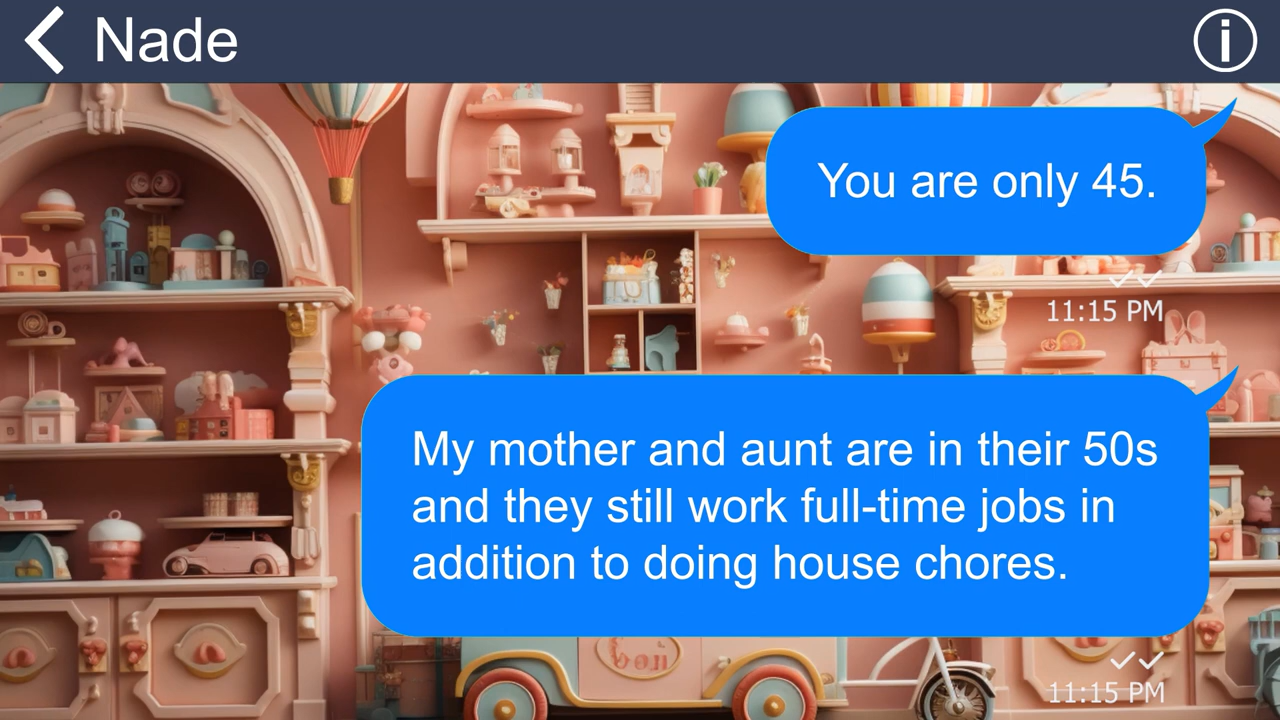 Nade
You are only 45.
11:15 PM
My mother and aunt are in their 50s
and they still work full-time jobs in
addition to doing house chores.
11:15 PM